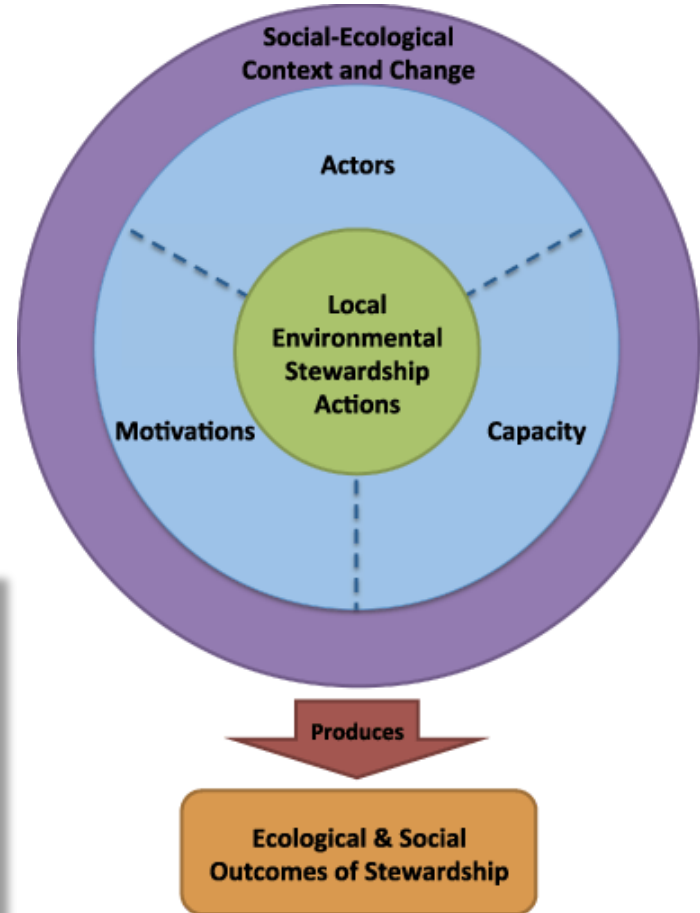 Social-Ecological
Context and Change
Actors
Local
Environmental
Stewardship
Actions
Motivations
Capacity
Produces
Ecological & Social
Outcomes of Stewardship